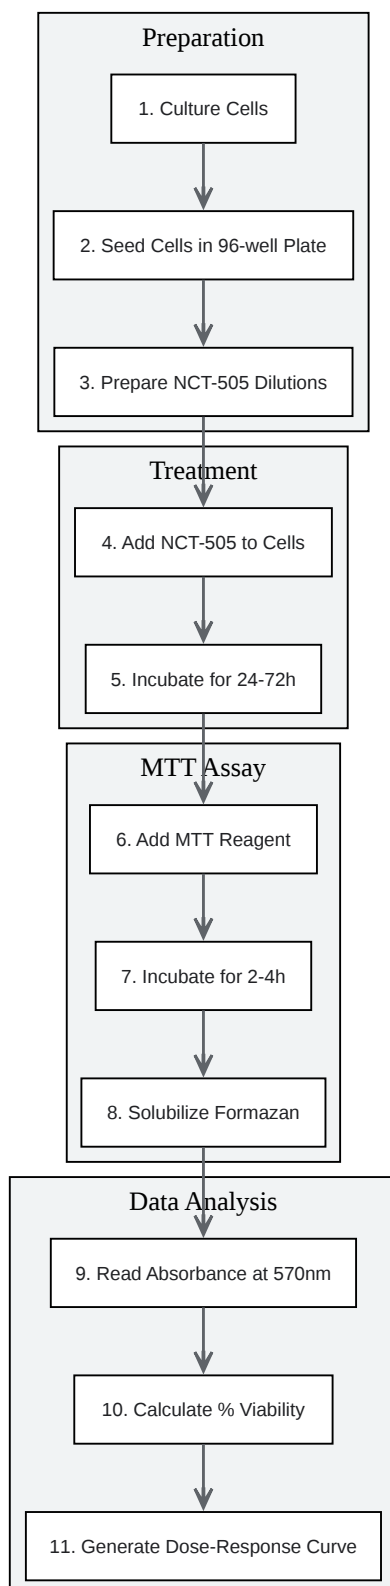 Preparation
1. Culture Cells
2. Seed Cells in 96-well Plate
3. Prepare NCT-505 Dilutions
Treatment
4. Add NCT-505 to Cells
5. Incubate for 24-72h
MTT Assay
6. Add MTT Reagent
7. Incubate for 2-4h
8. Solubilize Formazan
Data Analysis
9. Read Absorbance at 570nm
10. Calculate % Viability
11. Generate Dose-Response Curve